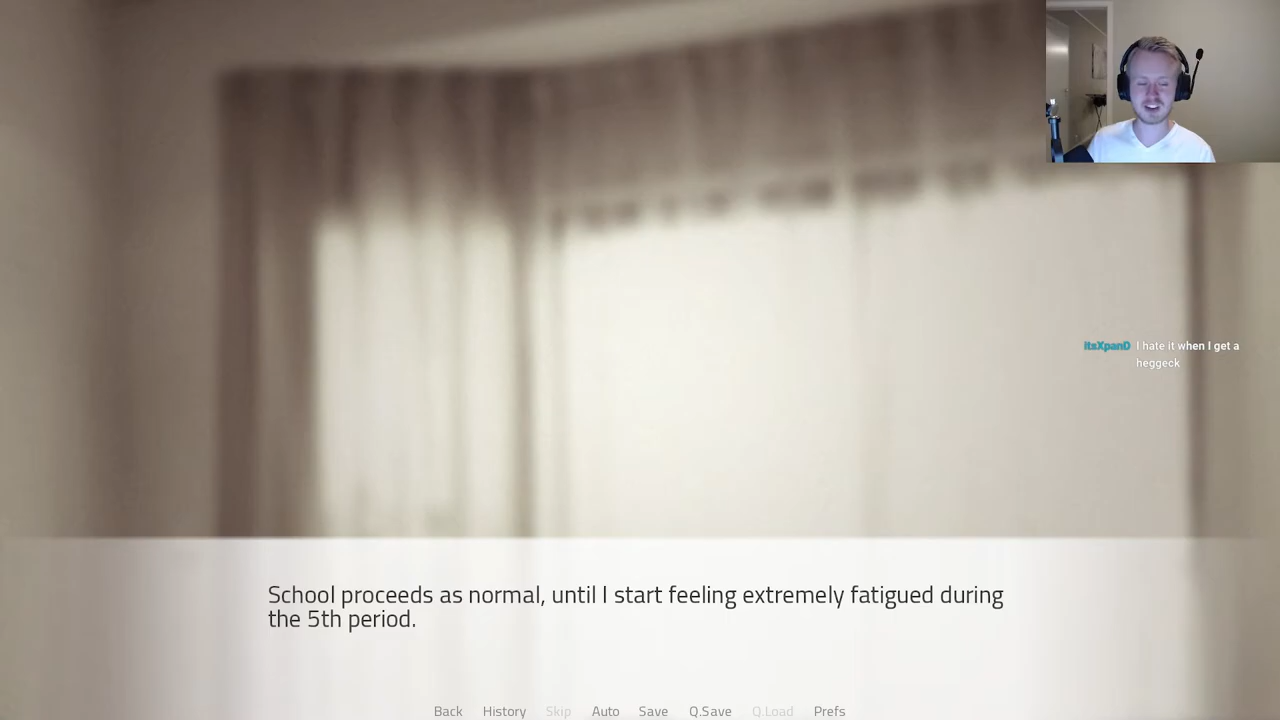 itsXpanD I hate it when I get a
heggeck
School proceeds as normal, until I start feeling extremely fatigued during
the 5th period.
Back History Skip Auto Save Q.Save Q.Load Prefs